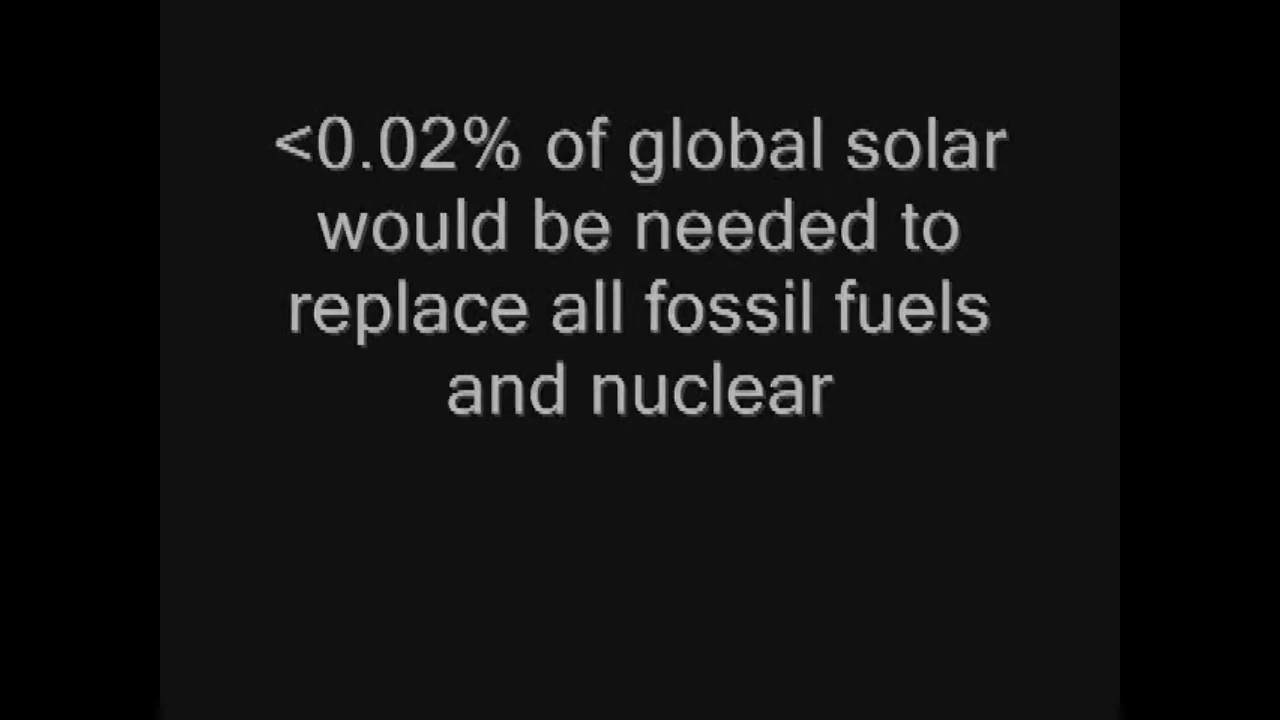 <0.02% of global solar
would be needed to
replace all fossil fuels
and nuclear